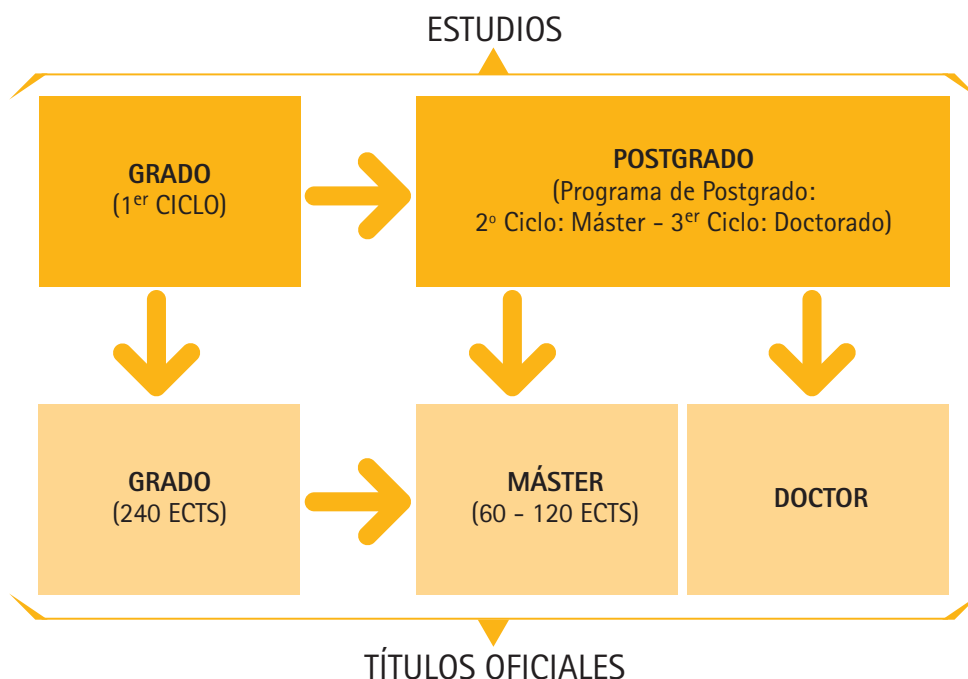 ESTUDIOS
GRADO
(1er CICLO)
POSTGRADO
(Programa de Postgrado:
2º Ciclo: Máster - 3er Ciclo: Doctorado)
GRADO
(240 ECTS)
MÁSTER
(60 - 120 ECTS)
DOCTOR
TÍTULOS OFICIALES